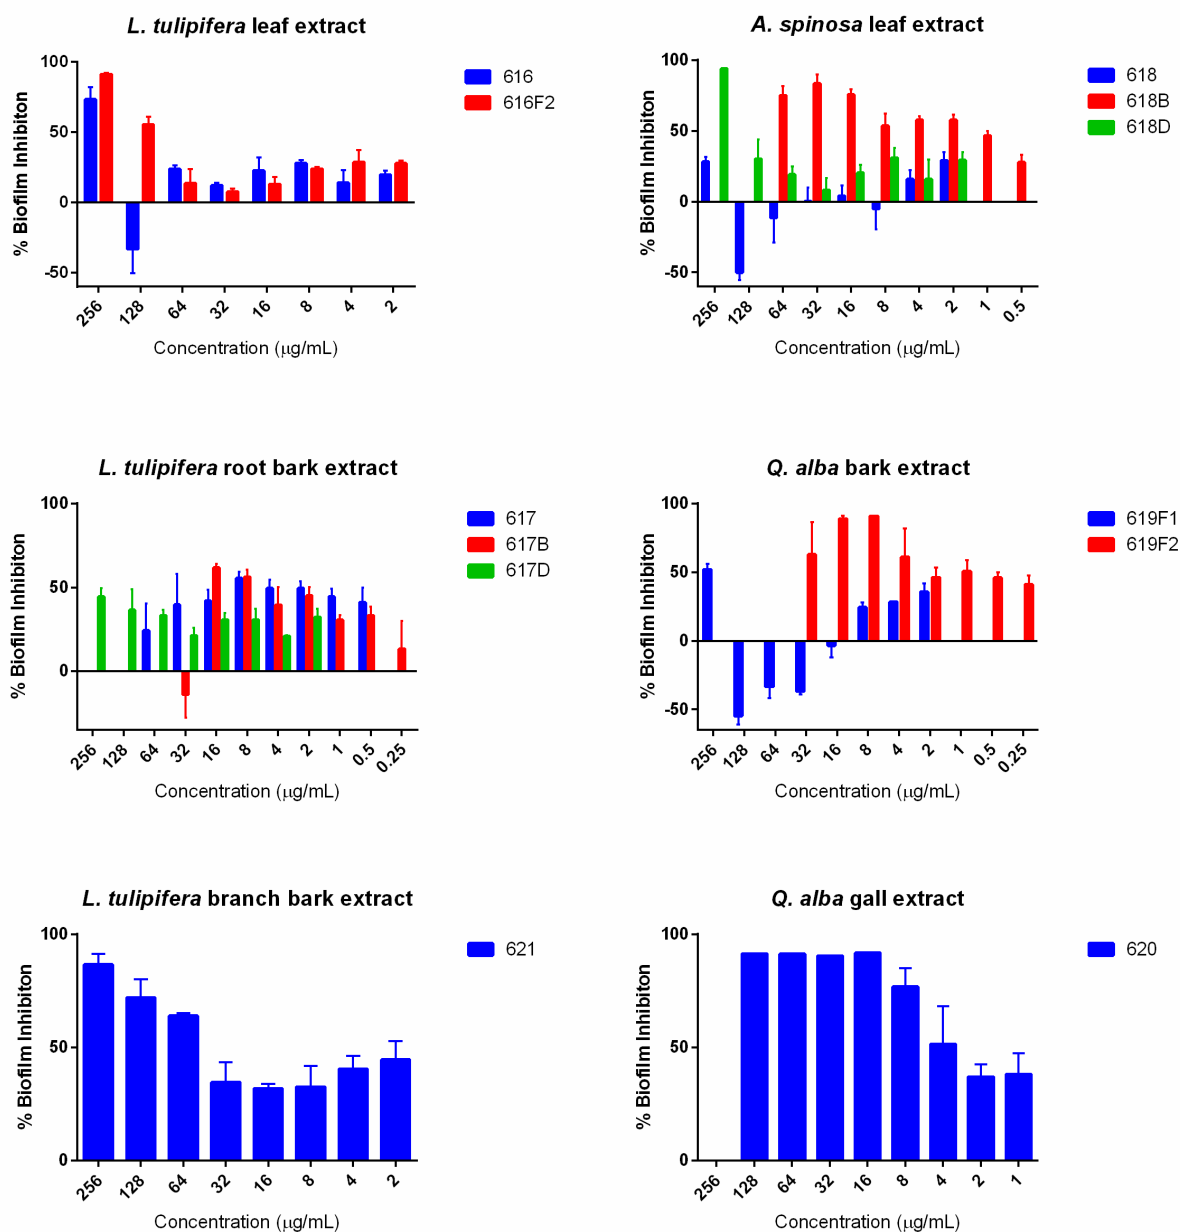 L. tulipifera leaf extract
% Biofilm Inhibiton
100
50
0
-50
256 128 64 32 16 8 4 2
Concentration (μg/mL)
616
616F2
A. spinosa leaf extract
% Biofilm Inhibiton
100
50
0
-50
256 128 64 32 16 8 4 2 1 0.5
Concentration (μg/mL)
618
618B
618D
L. tulipifera root bark extract
% Biofilm Inhibiton
100
50
0
256 128 64 32 16 8 4 2 1 0.5 0.25
Concentration (μg/mL)
617
617B
617D
Q. alba bark extract
% Biofilm Inhibiton
100
50
0
-50
256 128 64 32 16 8 4 2 1 0.5 0.25
Concentration (μg/mL)
619F1
619F2
L. tulipifera branch bark extract
% Biofilm Inhibiton
100
50
0
256 128 64 32 16 8 4 2
Concentration (μg/mL)
621
Q. alba gall extract
% Biofilm Inhibiton
100
50
0
256 128 64 32 16 8 4 2 1
Concentration (μg/mL)
620